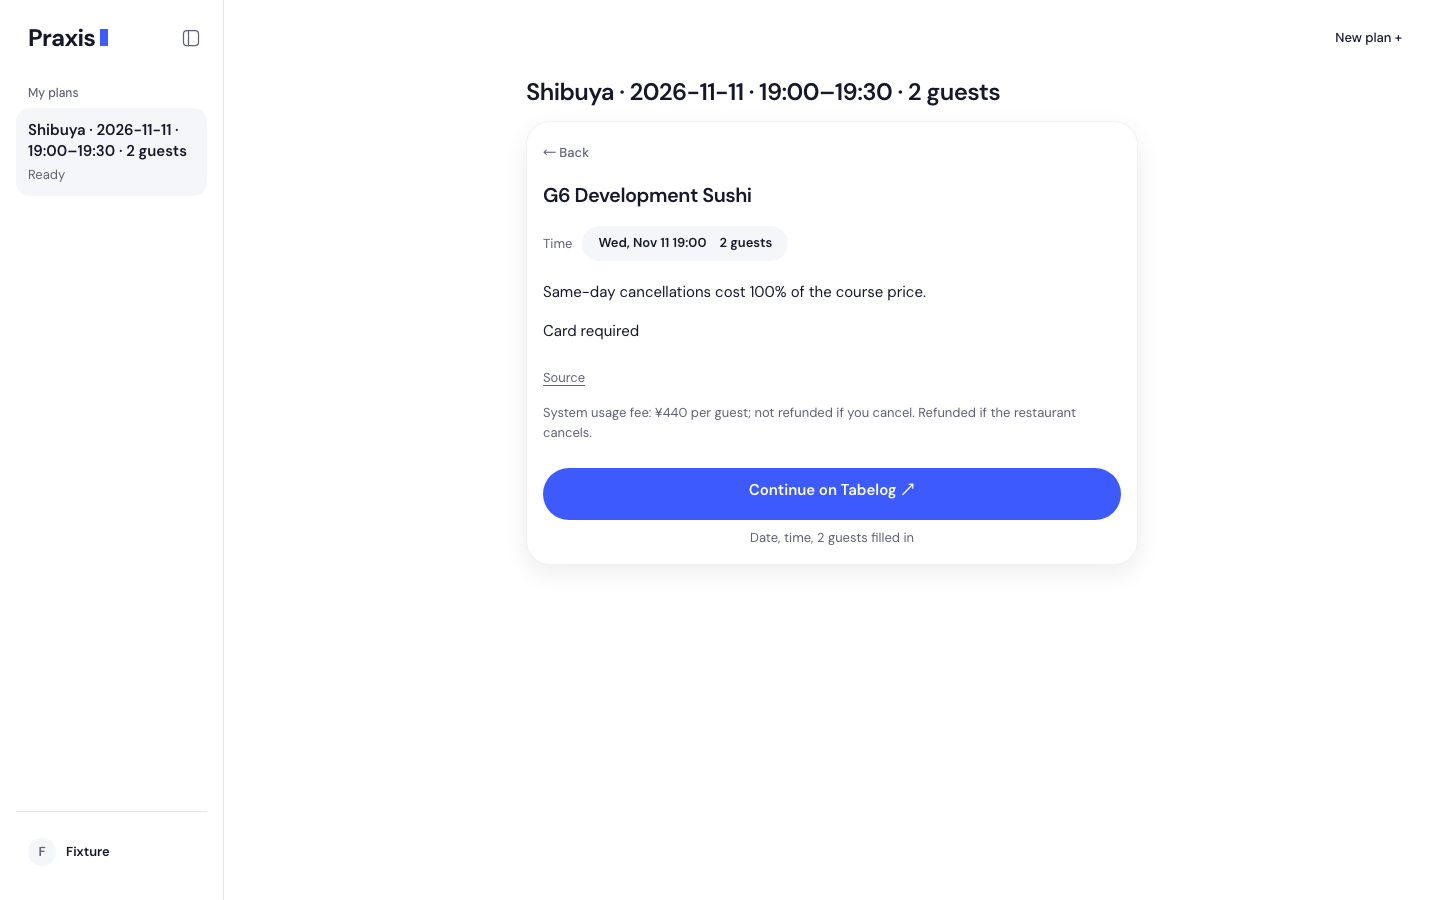 Praxis
New plan +
My plans
Shibuya · 2026-11-11 ·
19:00–19:30 · 2 guests
Ready
Shibuya · 2026-11-11 · 19:00–19:30 · 2 guests
← Back
G6 Development Sushi
Time
Wed, Nov 11 19:00 2 guests
Same-day cancellations cost 100% of the course price.
Card required
Source
System usage fee: ¥440 per guest; not refunded if you cancel. Refunded if the restaurant
cancels.
Continue on Tabelog ↗
Date, time, 2 guests filled in
F
Fixture